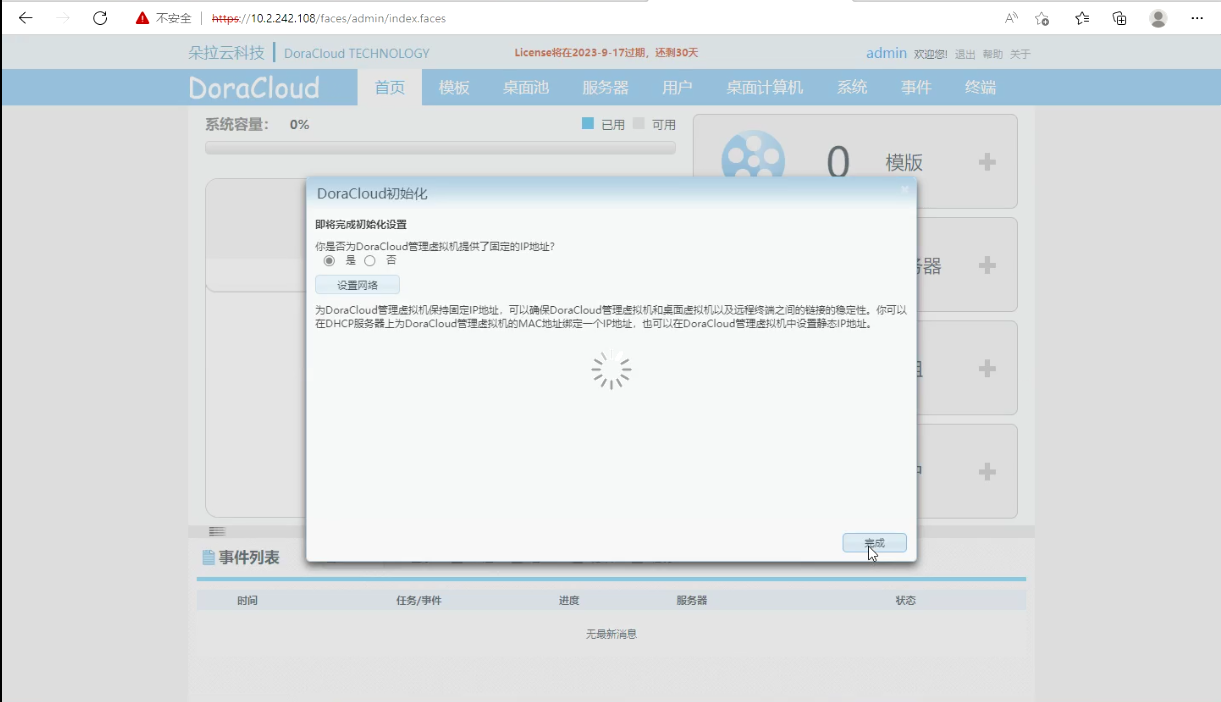 不安全 https://10.2.242.108/faces/admin/index.faces
朵拉云科技 DoraCloud TECHNOLOGY License将在2023-9-17过期，还剩30天 admin 欢迎您! 退出 帮助 关于
DoraCloud 首页 模板 桌面池 服务器 用户 桌面计算机 系统 事件 终端
系统容量： 0% 已用 可用
0 模版
DoraCloud初始化
即将完成初始化设置
你是否为DoraCloud管理虚拟机提供了固定的IP地址?
是 否
设置网络
为DoraCloud管理虚拟机保持固定IP地址，可以确保DoraCloud管理虚拟机和桌面虚拟机以及远程终端之间的链接的稳定性。你可以
在DHCP服务器上为DoraCloud管理虚拟机的MAC地址绑定一个IP地址，也可以在DoraCloud管理虚拟机中设置静态IP地址。
完成
事件列表
时间 任务/事件 进度 服务器 状态
无最新消息